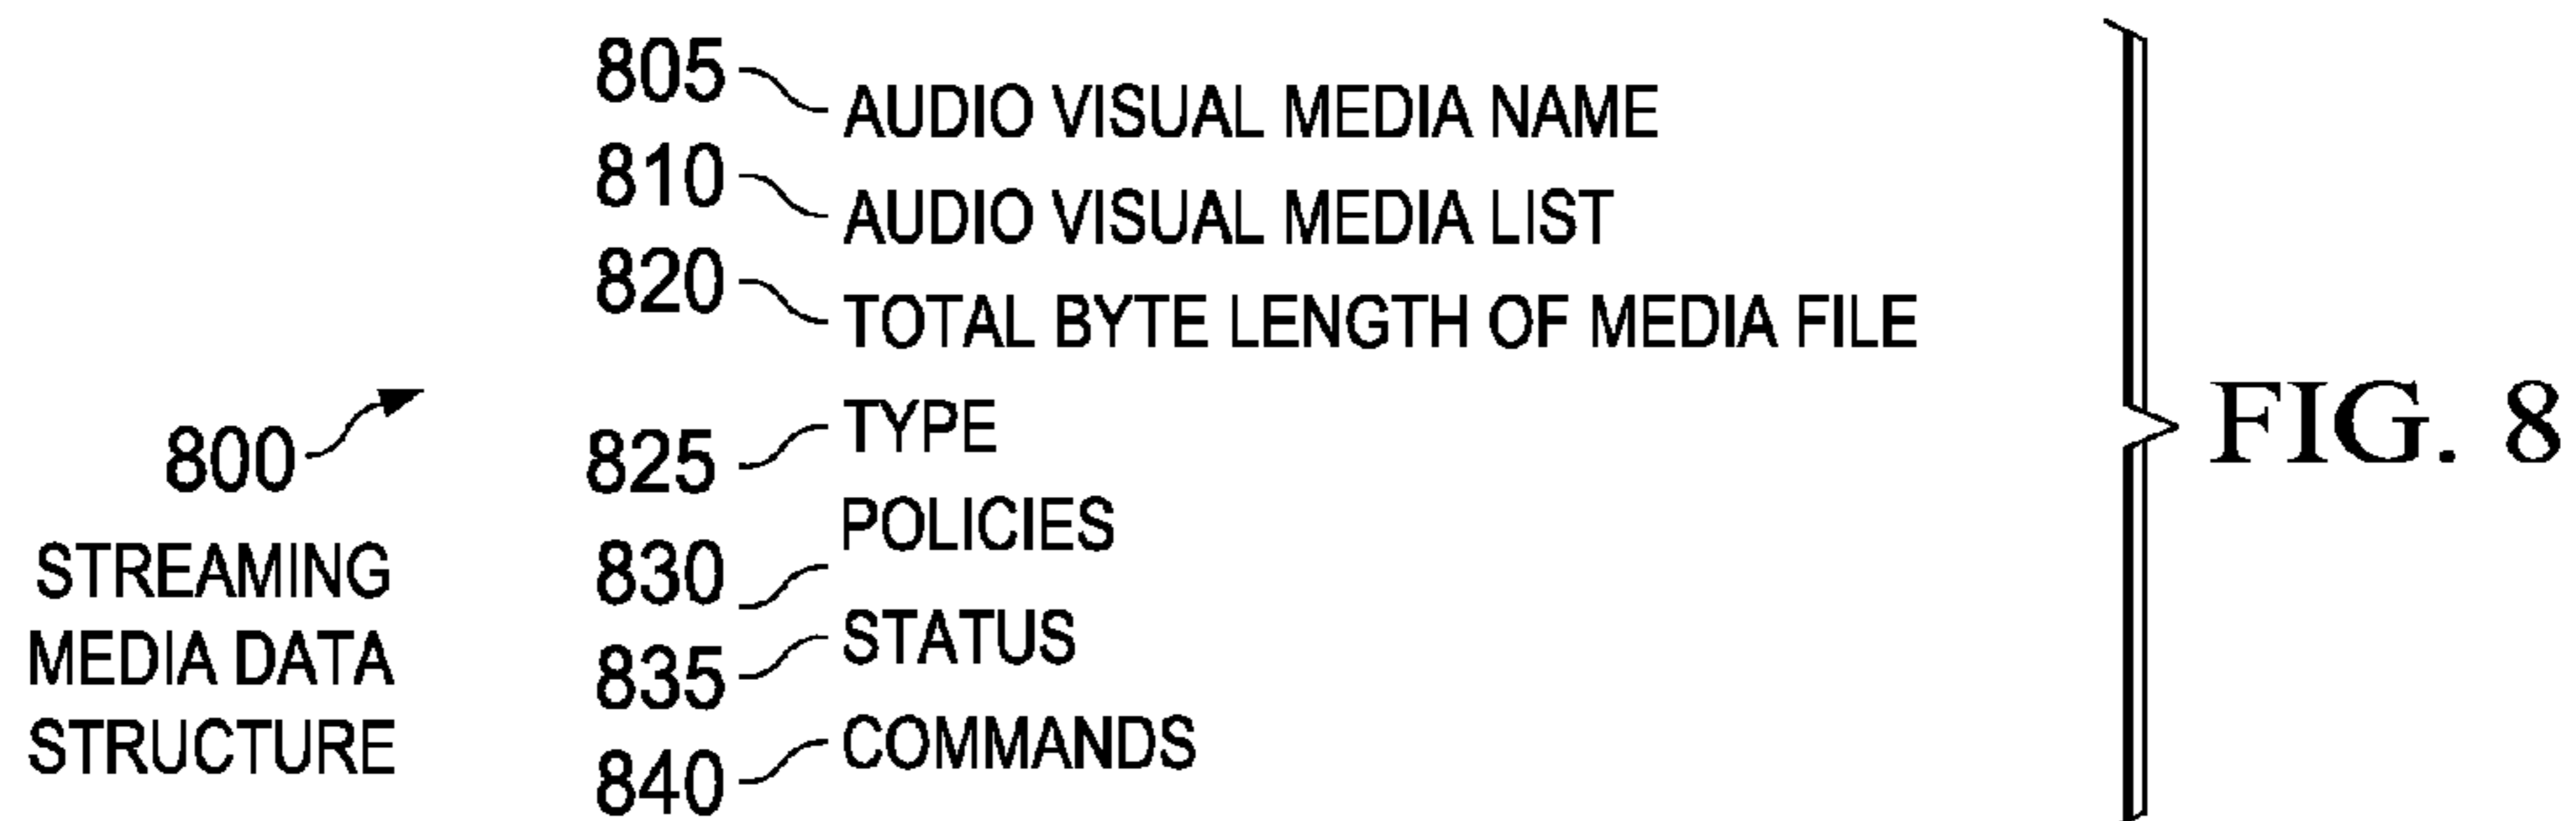 805 AUDIO VISUAL MEDIA NAME
810 AUDIO VISUAL MEDIA LIST
820 TOTAL BYTE LENGTH OF MEDIA FILE
825 TYPE
830 POLICIES
835 STATUS
840 COMMANDS
800
STREAMING
MEDIA DATA
STRUCTURE
FIG. 8